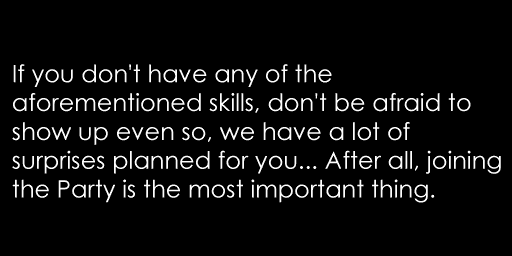 If you don't have any of the
aforementioned skills, don't be afraid to
show up even so, we have a lot of
surprises planned for you... After all, joining
the Party is the most important thing.